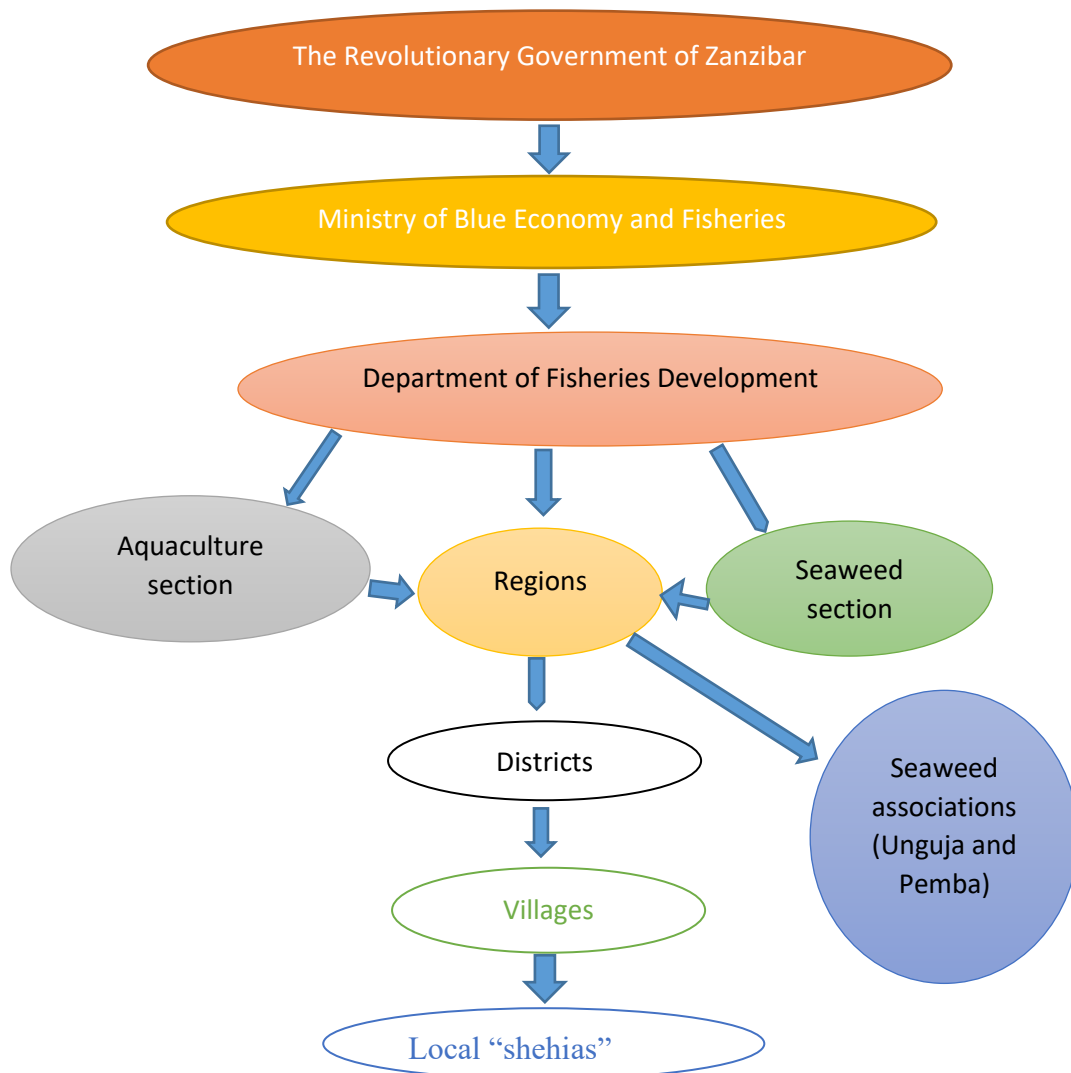 The Revolutionary Government of Zanzibar
Ministry of Blue Economy and Fisheries
Department of Fisheries Development
Aquaculture
section
Regions
Seaweed
section
Districts
Seaweed
associations
(Unguja and
Pemba)
Villages
Local “shehias”